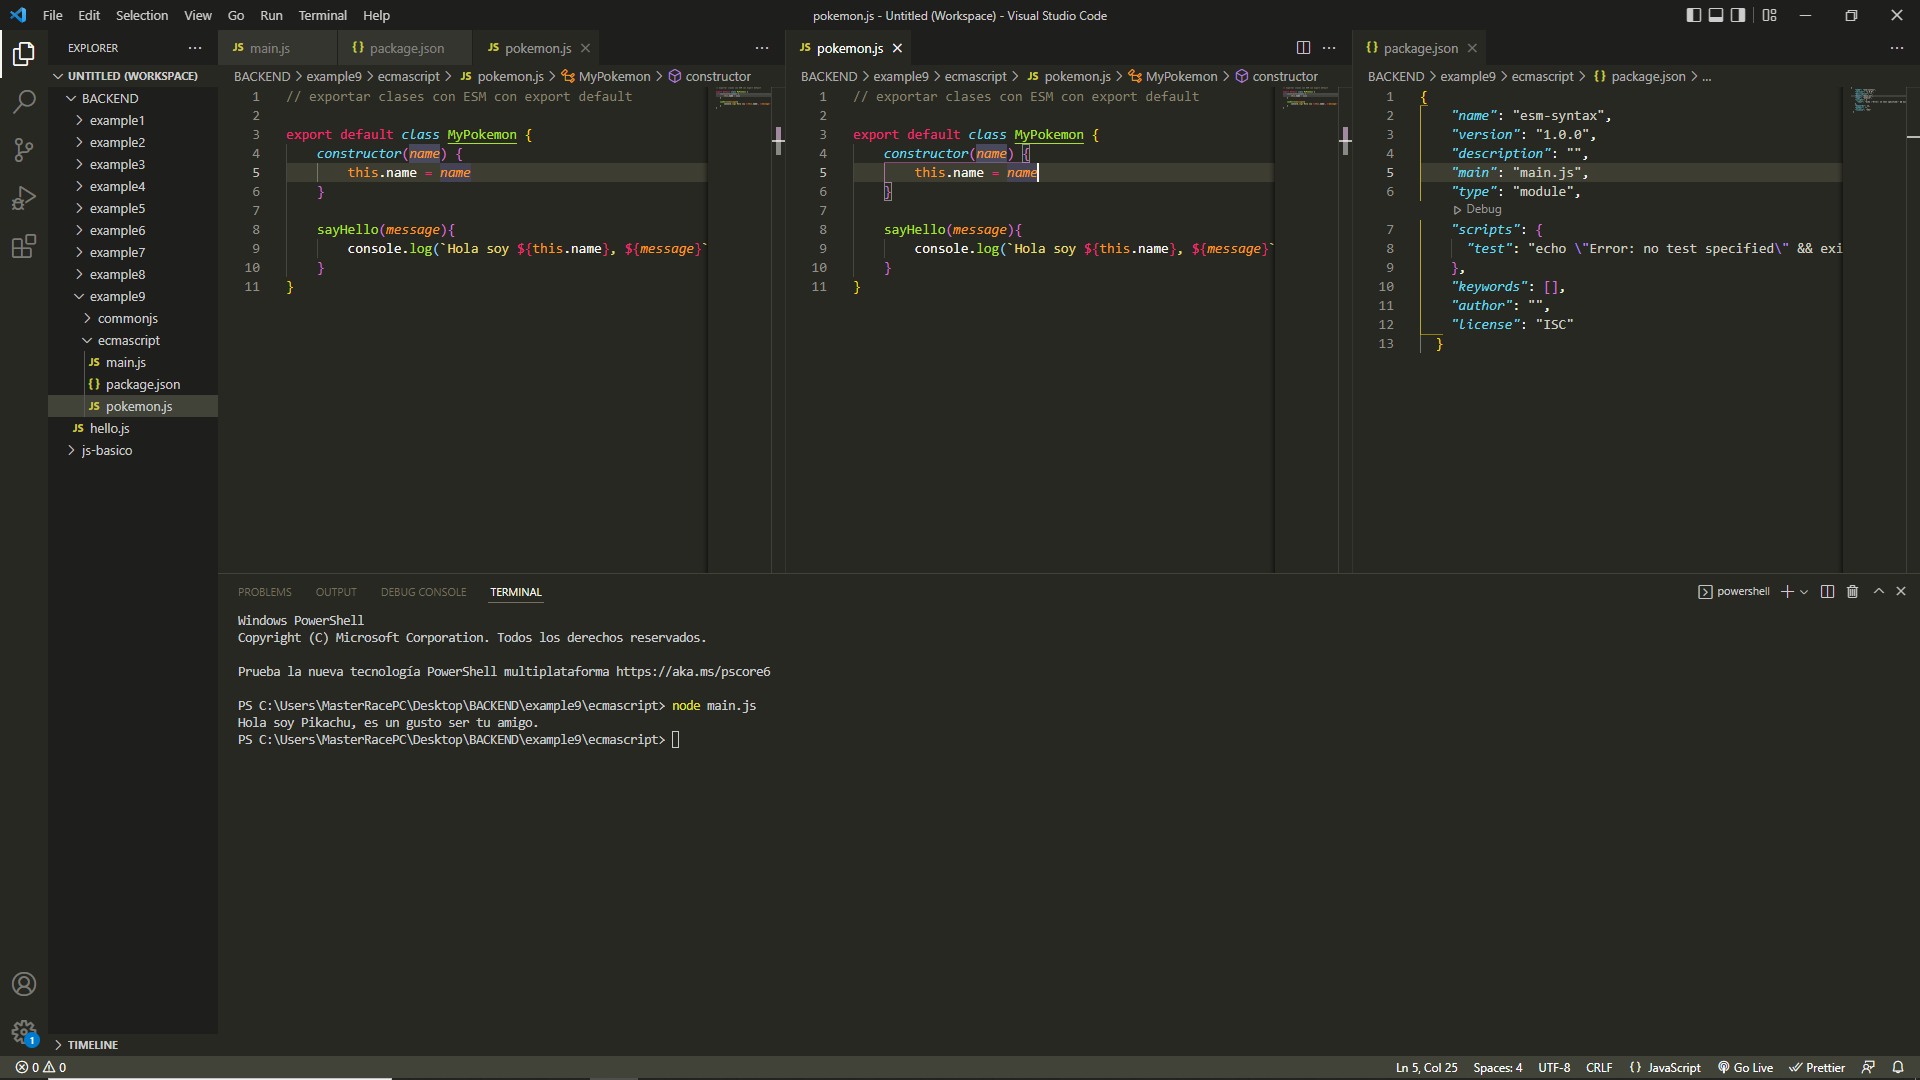 File Edit Selection View Go Run Terminal Help
pokemon.js - Untitled (Workspace) - Visual Studio Code
EXPLORER
UNTITLED (WORKSPACE)
BACKEND
example1
example2
example3
example4
example5
example6
example7
example8
example9
commonjs
ecmascript
JS main.js
{} package.json
JS pokemon.js
JS hello.js
js-basico
TIMELINE
JS main.js
{} package.json
JS pokemon.js
BACKEND > example9 > ecmascript > JS pokemon.js > MyPokemon > constructor
1 // exportar clases con ESM con export default
2
3 export default class MyPokemon {
4 constructor(name) {
5 this.name = name
6 }
7
8 sayHello(message){
9 console.log(`Hola soy ${this.name}, ${message}`
10 }
11 }
JS pokemon.js
BACKEND > example9 > ecmascript > JS pokemon.js > MyPokemon > constructor
1 // exportar clases con ESM con export default
2
3 export default class MyPokemon {
4 constructor(name) {
5 this.name = name
6 }
7
8 sayHello(message){
9 console.log(`Hola soy ${this.name}, ${message}`
10 }
11 }
{} package.json
BACKEND > example9 > ecmascript > {} package.json > ...
1 {
2 "name": "esm-syntax",
3 "version": "1.0.0",
4 "description": "",
5 "main": "main.js",
6 "type": "module",
Debug
7 "scripts": {
8 "test": "echo \"Error: no test specified\" && exi
9 },
10 "keywords": [],
11 "author": "",
12 "license": "ISC"
13 }
PROBLEMS OUTPUT DEBUG CONSOLE TERMINAL
powershell
Windows PowerShell
Copyright (C) Microsoft Corporation. Todos los derechos reservados.
Prueba la nueva tecnología PowerShell multiplataforma https://aka.ms/pscore6
PS C:\Users\MasterRacePC\Desktop\BACKEND\example9\ecmascript> node main.js
Hola soy Pikachu, es un gusto ser tu amigo.
PS C:\Users\MasterRacePC\Desktop\BACKEND\example9\ecmascript>
1
0 0
Ln 5, Col 25 Spaces: 4 UTF-8 CRLF {} JavaScript Go Live Prettier